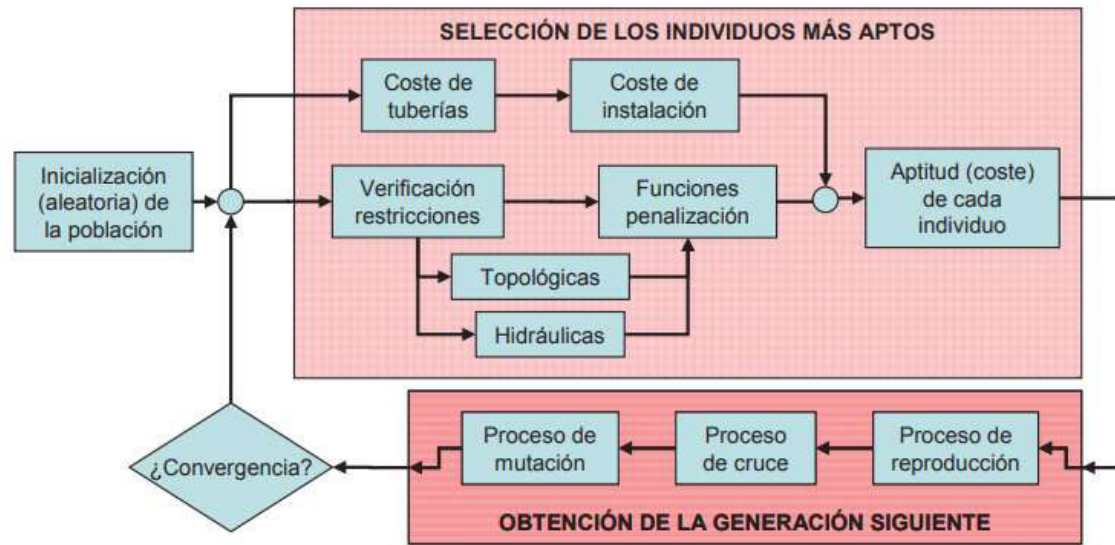 SELECCIÓN DE LOS INDIVIDUOS MÁS APTOS
Coste de
tuberías
Coste de
instalación
Inicialización
(aleatoria) de
la población
Verificación
restricciones
Funciones
penalización
Aptitud (coste)
de cada
individuo
Topológicas
Hidráulicas
¿Convergencia?
Proceso de
mutación
Proceso
de cruce
Proceso de
reproducción
OBTENCIÓN DE LA GENERACIÓN SIGUIENTE